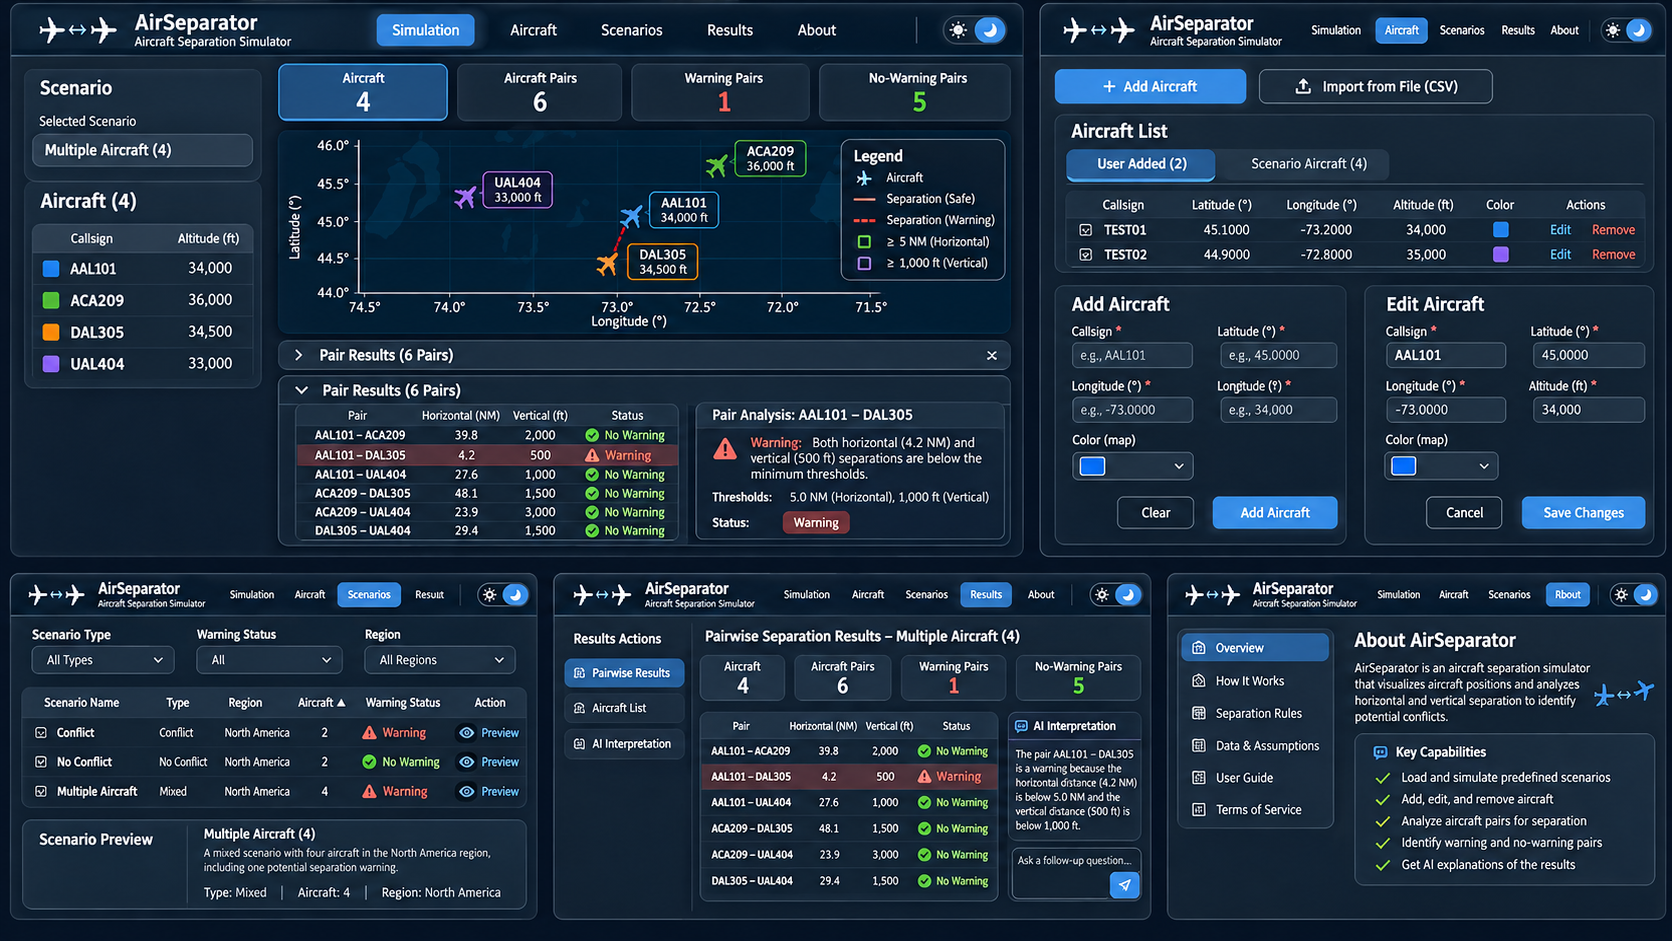 AirSeparator
Aircraft Separation Simulator
Simulation
Aircraft
Scenarios
Results
About
Scenario
Selected Scenario
Multiple Aircraft (4)
Aircraft (4)
Callsign Altitude (ft)
AAL101 34,000
ACA209 36,000
DAL305 34,500
UAL404 33,000
Aircraft
4
Aircraft Pairs
6
Warning Pairs
1
No-Warning Pairs
5
Latitude (°)
46.0°
45.5°
45.0°
44.5°
44.0°
74.5° 74.0° 73.5° 73.0° 72.5° 72.0° 71.5°
Longitude (°)
UAL404
33,000 ft
ACA209
36,000 ft
AAL101
34,000 ft
DAL305
34,500 ft
Legend
Aircraft
Separation (Safe)
Separation (Warning)
≥ 5 NM (Horizontal)
≥ 1,000 ft (Vertical)
Pair Results (6 Pairs)
Pair Results (6 Pairs)
Pair Horizontal (NM) Vertical (ft) Status
AAL101 – ACA209 39.8 2,000 No Warning
AAL101 – DAL305 4.2 500 Warning
AAL101 – UAL404 27.6 1,000 No Warning
ACA209 – DAL305 48.1 1,500 No Warning
ACA209 – UAL404 23.9 3,000 No Warning
DAL305 – UAL404 29.4 1,500 No Warning
Pair Analysis: AAL101 – DAL305
Warning: Both horizontal (4.2 NM) and
vertical (500 ft) separations are below the
minimum thresholds.
Thresholds: 5.0 NM (Horizontal), 1,000 ft (Vertical)
Status: Warning
AirSeparator
Aircraft Separation Simulator
Simulation
Aircraft
Scenarios
Results
About
+ Add Aircraft
Import from File (CSV)
Aircraft List
User Added (2)
Scenario Aircraft (4)
Callsign Latitude (°) Longitude (°) Altitude (ft) Color Actions
TEST01 45.1000 -73.2000 34,000 Edit Remove
TEST02 44.9000 -72.8000 35,000 Edit Remove
Add Aircraft
Callsign * Latitude (°) *
e.g., AAL101 e.g., 45.0000
Longitude (°) * Longitude (°) *
e.g., -73.0000 e.g., 34,000
Color (map)
Clear
Add Aircraft
Edit Aircraft
Callsign * Latitude (°) *
AAL101 45.0000
Longitude (°) * Altitude (ft) *
-73.0000 34,000
Color (map)
Cancel
Save Changes
AirSeparator
Aircraft Separation Simulator
Simulation
Aircraft
Scenarios
Scenario Type
Warning Status
Region
All Types
All
All Regions
Scenario Name Type Region Aircraft ▲ Warning Status Action
Conflict Conflict North America 2 Warning Preview
No Conflict No Conflict North America 2 No Warning Preview
Multiple Aircraft Mixed North America 4 Warning Preview
Scenario Preview
Multiple Aircraft (4)
A mixed scenario with four aircraft in the North America region,
including one potential separation warning.
Type: Mixed | Aircraft: 4 | Region: North America
AirSeparator
Aircraft Separation Simulator
Simulation
Aircraft
Scenarios
Results
About
Results Actions
Pairwise Results
Aircraft List
AI Interpretation
Pairwise Separation Results – Multiple Aircraft (4)
Aircraft
4
Aircraft Pairs
6
Warning Pairs
1
No-Warning Pairs
5
Pair Horizontal (NM) Vertical (ft) Status
AAL101 – ACA209 39.8 2,000 No Warning
AAL101 – DAL305 4.2 500 Warning
AAL101 – UAL404 27.6 1,000 No Warning
ACA209 – DAL305 48.1 1,500 No Warning
ACA209 – UAL404 23.9 3,000 No Warning
DAL305 – UAL404 29.4 1,500 No Warning
AI Interpretation
The pair AAL101 – DAL305
is a warning because the
horizontal distance (4.2 NM)
is below 5.0 NM and the
vertical distance (500 ft) is
below 1,000 ft.
Ask a follow-up question...
AirSeparator
Aircraft Separation Simulator
Simulation
Aircraft
Scenarios
Rbout
Overview
How It Works
Separation Rules
Data & Assumptions
User Guide
Terms of Service
About AirSeparator
AirSeparator is an aircraft separation simulator
that visualizes aircraft positions and analyzes
horizontal and vertical separation to identify
potential conflicts.
Key Capabilities
Load and simulate predefined scenarios
Add, edit, and remove aircraft
Analyze aircraft pairs for separation
Identify warning and no-warning pairs
Get AI explanations of the results